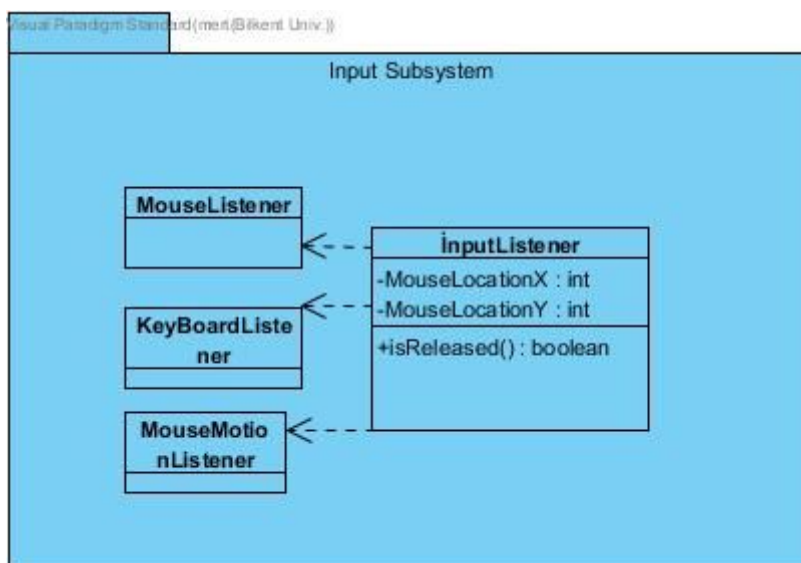 Visual Paradigm Standard(mert(Bilkent Univ.))
Input Subsystem
MouseListener
İnputListener
-MouseLocationX : int
-MouseLocationY : int
+isReleased() : boolean
KeyBoardListe
ner
MouseMotio
nListener